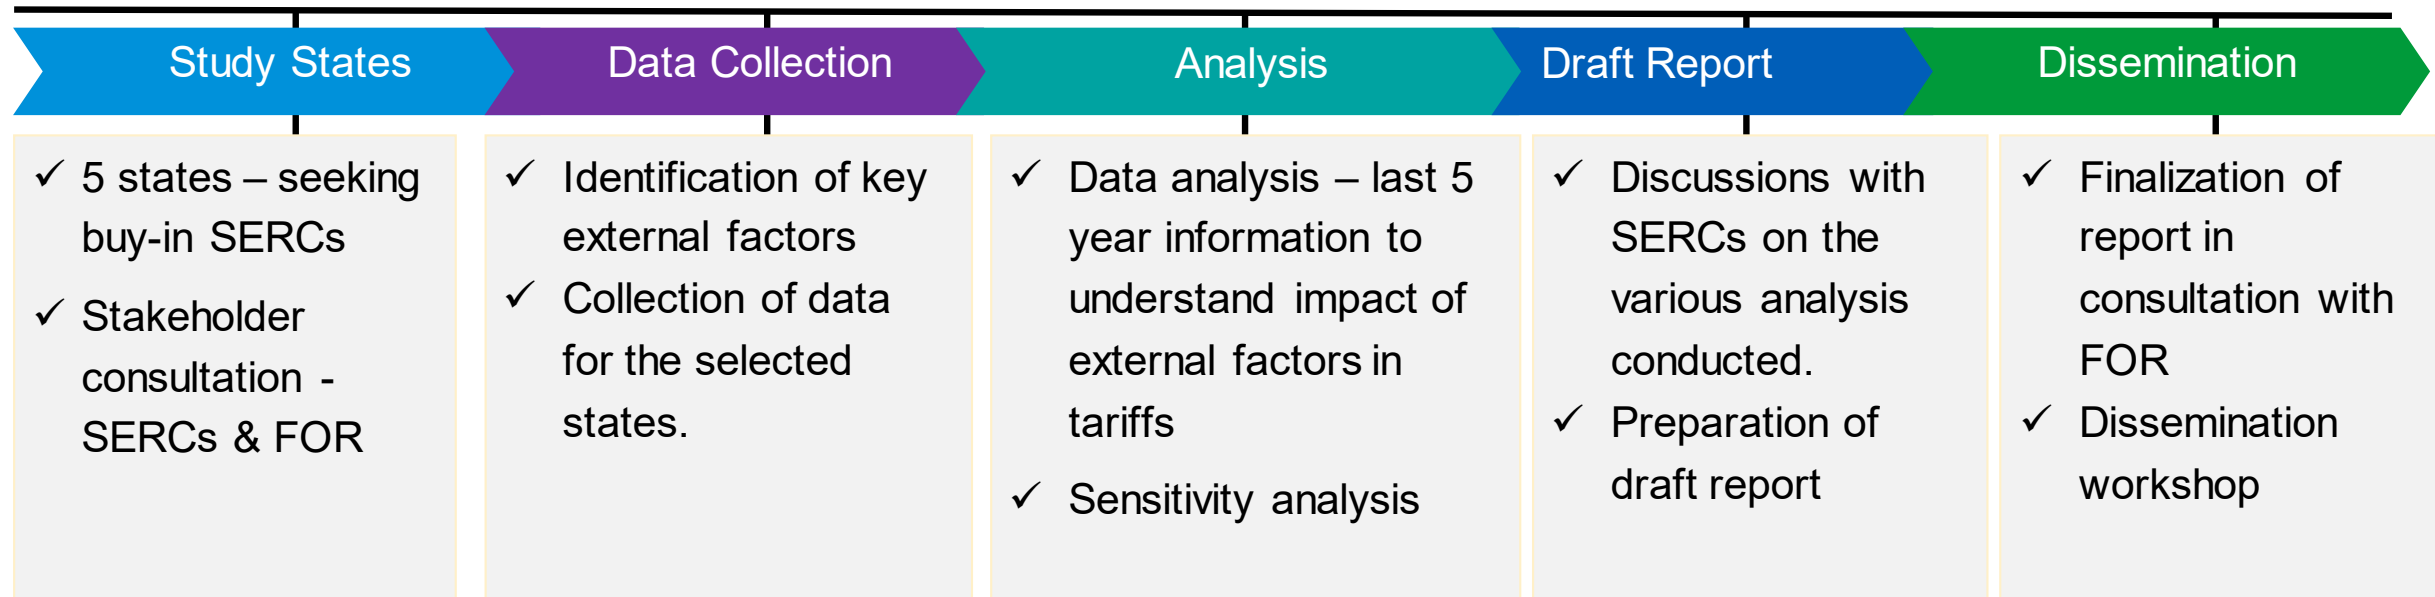 Study States
Data Collection
Analysis
Draft Report
Dissemination
✓ 5 states – seeking
buy-in SERCs
✓ Stakeholder
consultation -
SERCs & FOR
✓ Identification of key
external factors
✓ Collection of data
for the selected
states.
✓ Data analysis – last 5
year information to
understand impact of
external factors in
tariffs
✓ Sensitivity analysis
✓ Discussions with
SERCs on the
various analysis
conducted.
✓ Preparation of
draft report
✓ Finalization of
report in
consultation with
FOR
✓ Dissemination
workshop